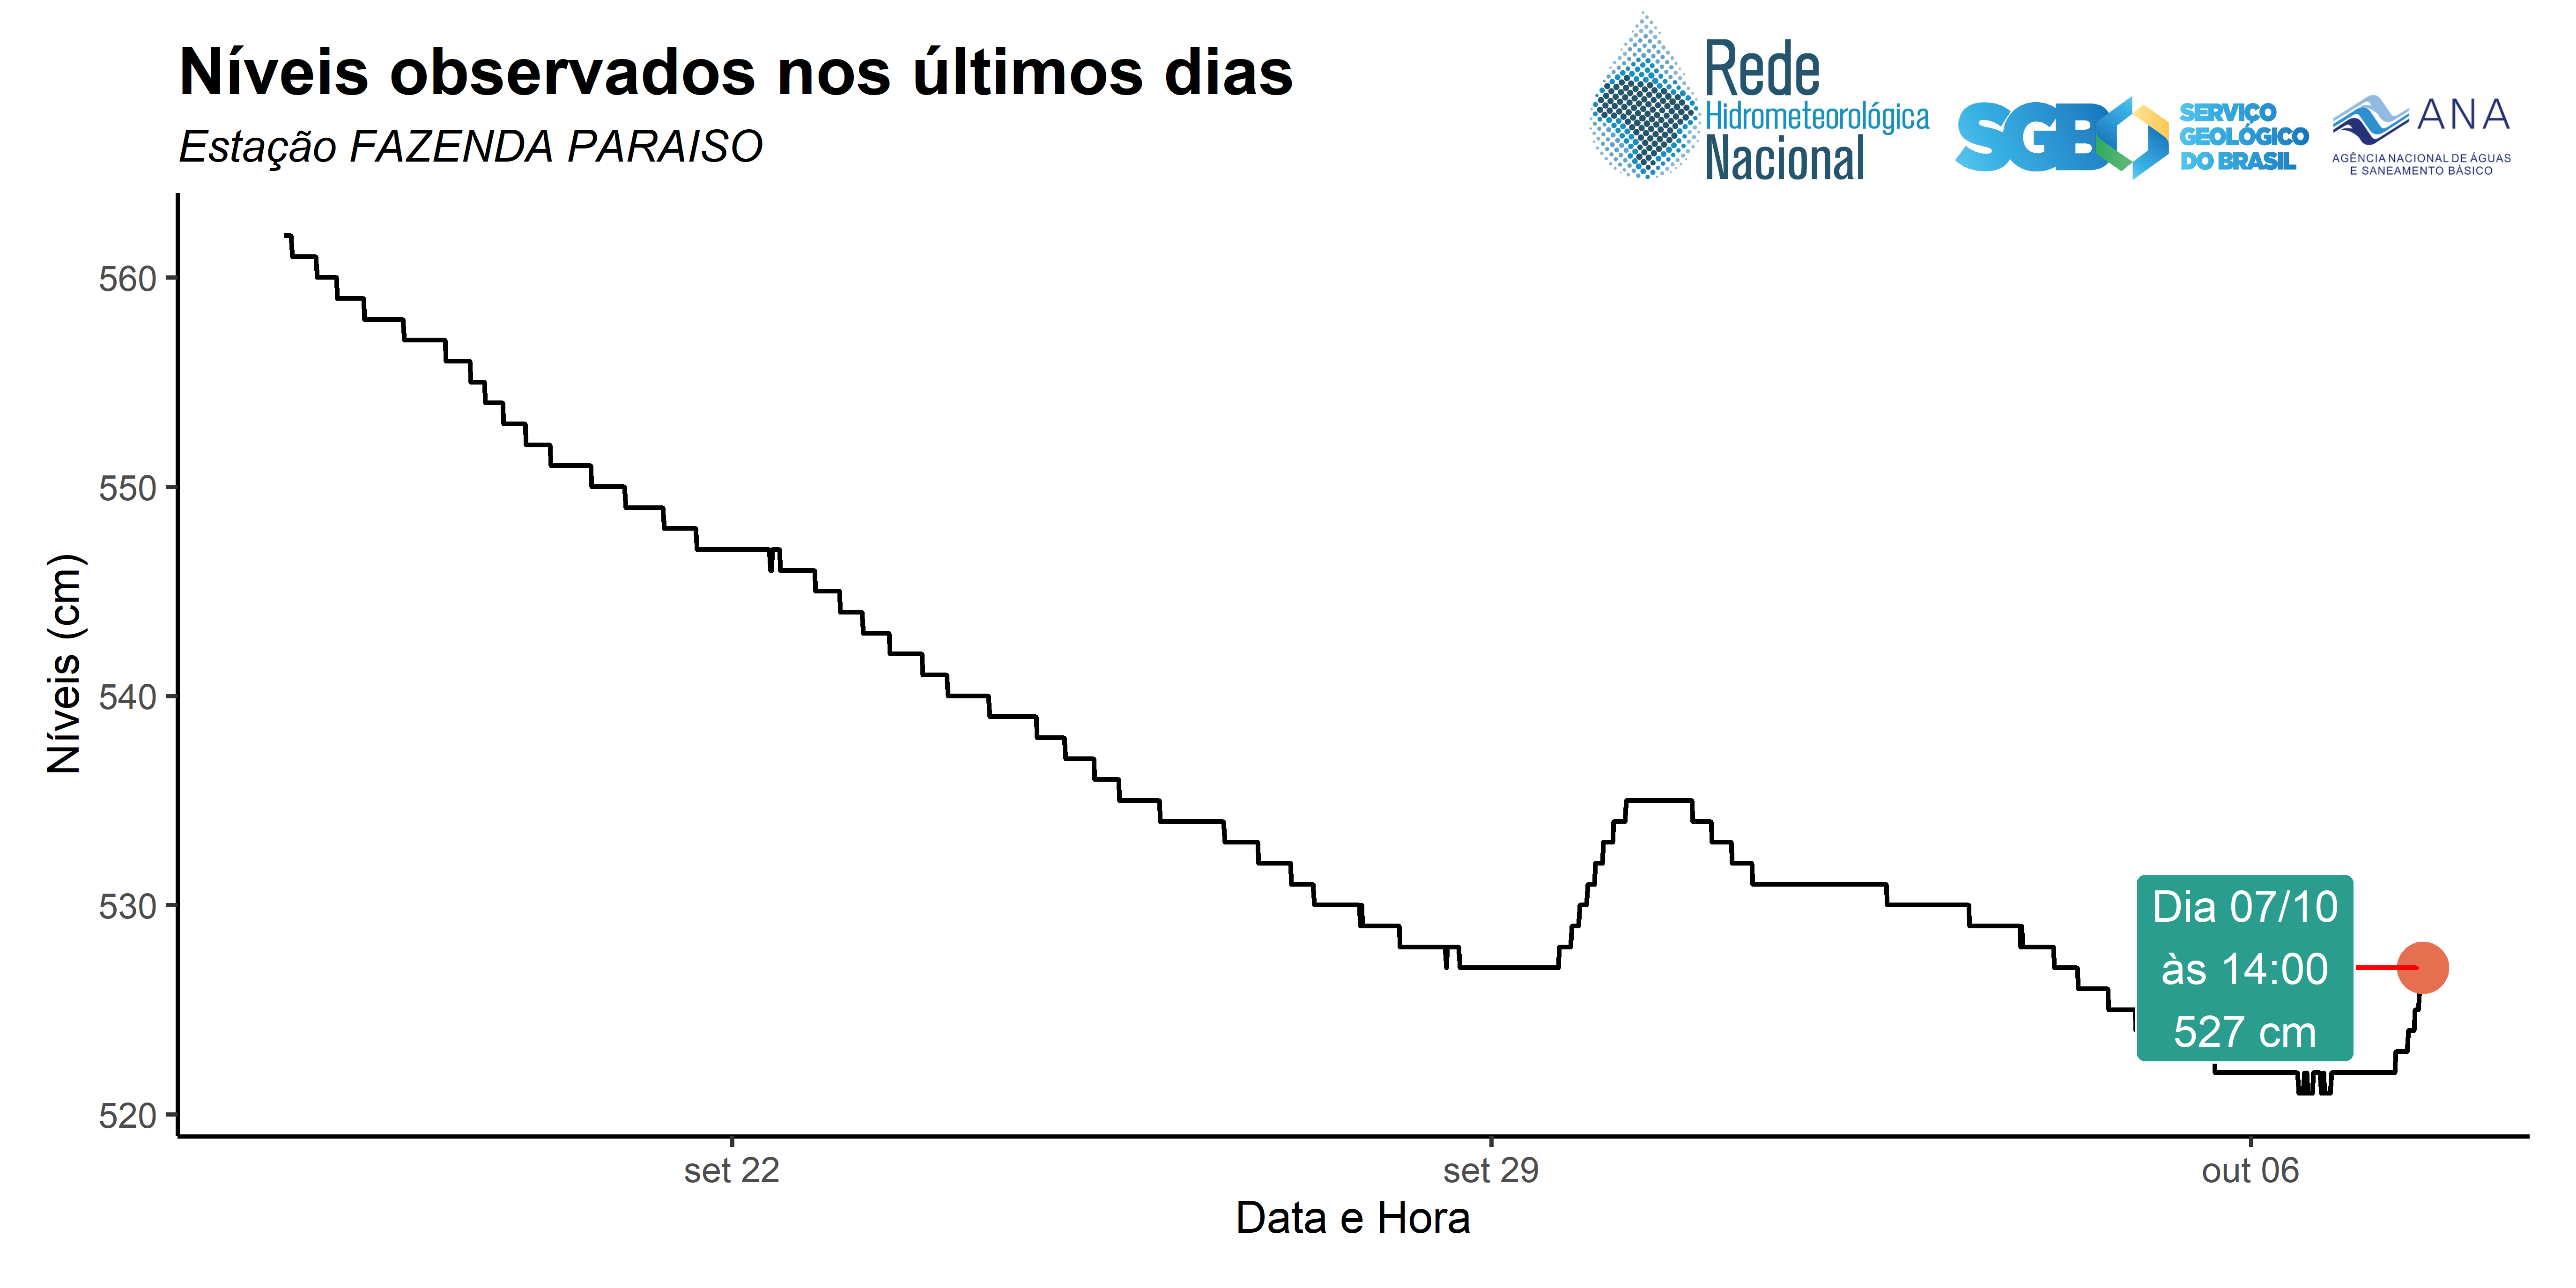 Níveis observados nos últimos dias
Estação FAZENDA PARAISO
Rede
Hidrometeorológica
Nacional
SGB
SERVIÇO
GEOLÓGICO
DO BRASIL
ANA
AGÊNCIA NACIONAL DE ÁGUAS
E SANEAMENTO BÁSICO
Níveis (cm)
560
550
540
530
520
Dia 07/10
às 14:00
527 cm
set 22
set 29
out 06
Data e Hora